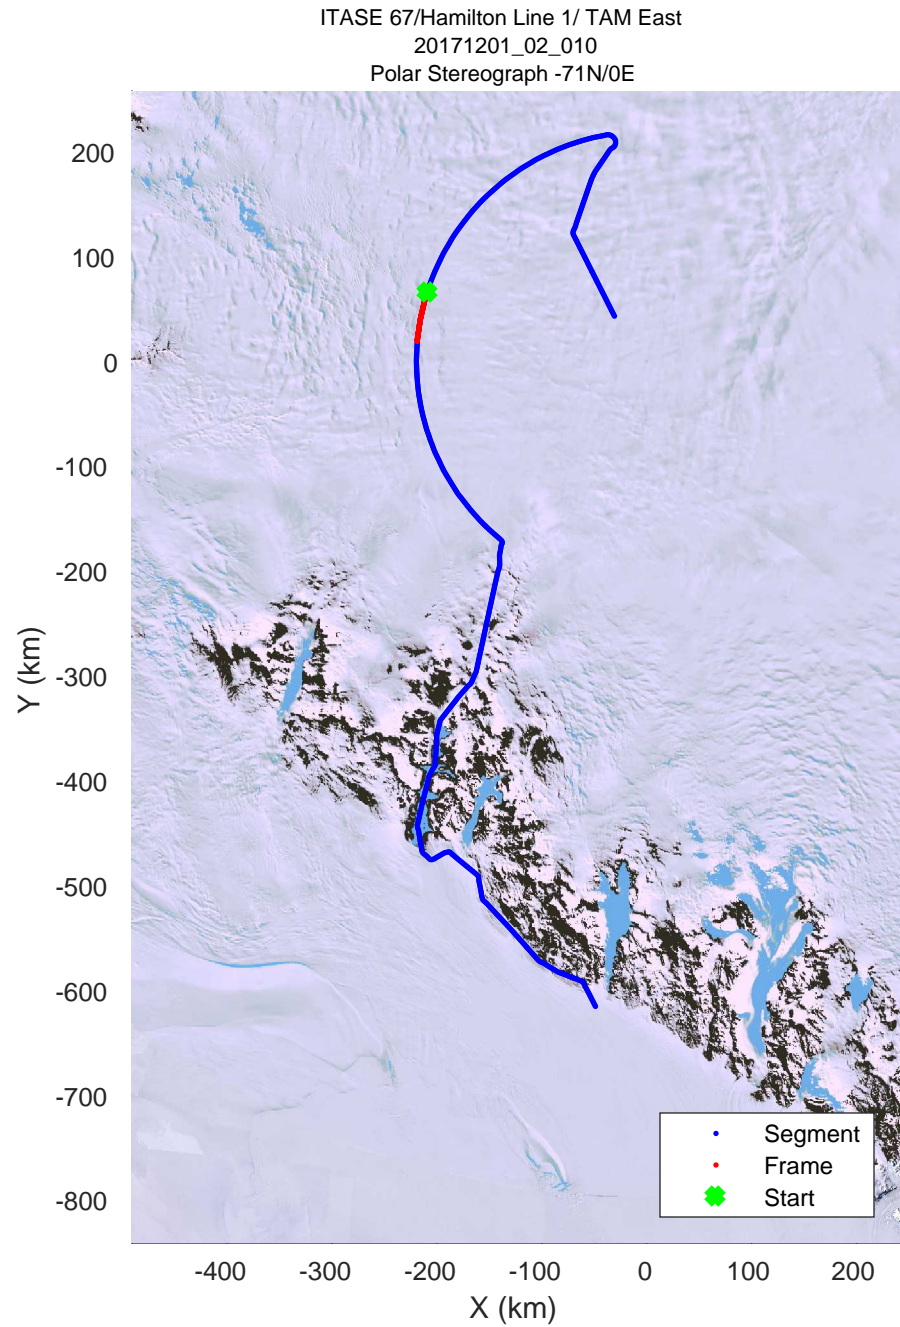 ITASE 67/Hamilton Line 1/ TAM East
20171201_02_010
Polar Stereograph -71N/0E
200
100
0
-100
-200
-300
-400
-500
-600
-700
-800
Y (km)
Segment
Frame
Start
-400
-300
-200
-100
0
100
200
X (km)